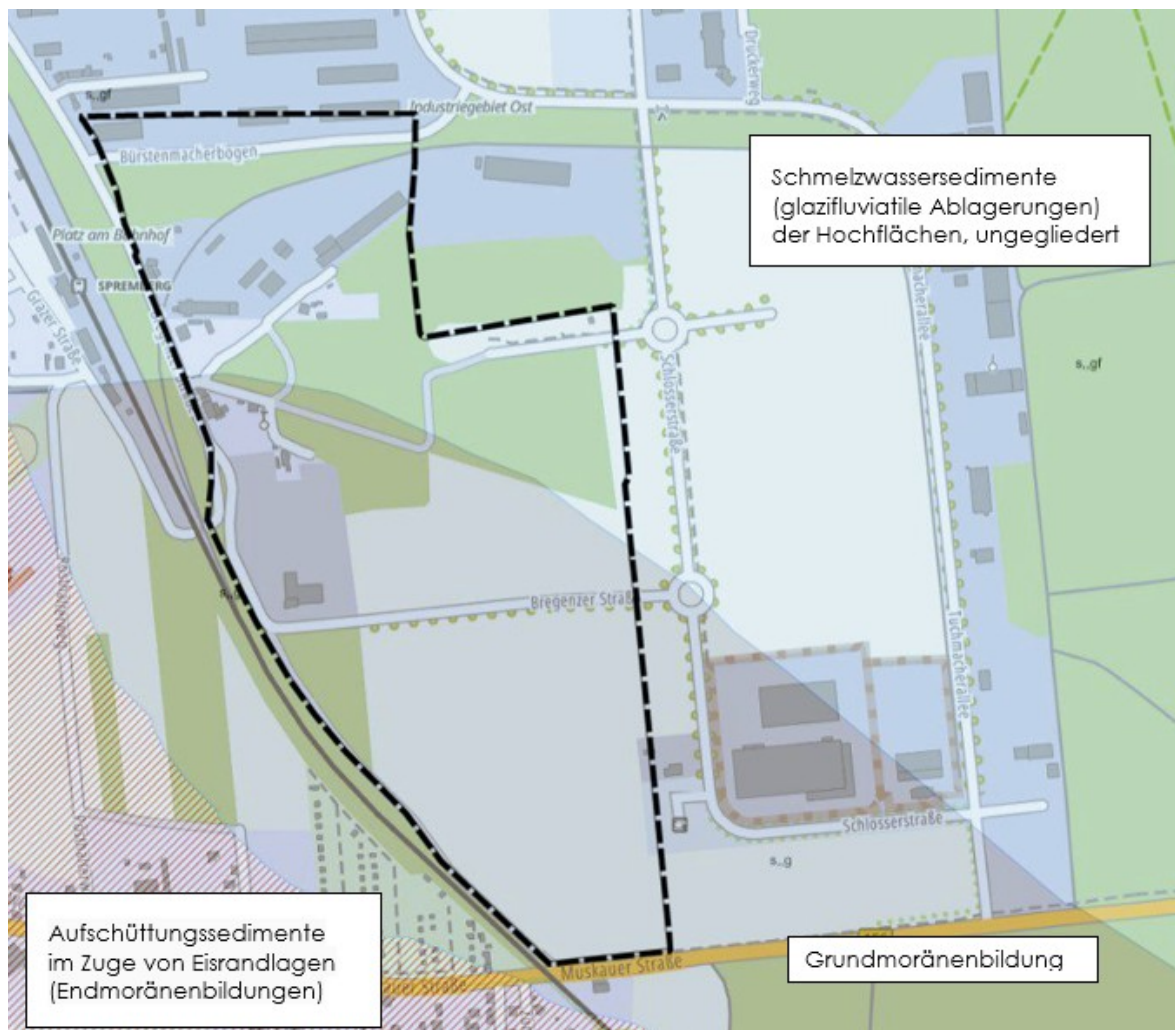 s,,gf
Industriegebiet Ost
Druckerweg
Bürstenmacherbogen
Schmelzwassersedimente
(glazifluviatile Ablagerungen)
der Hochflächen, ungegliedert
Platz am Bahnhof
SPREMBERG
Grazer Straße
Schlosserstraße
s,,gf
Bregenzer Straße
Tuchmacherallee
Schlosserstraße
s,,g
Aufschüttungssedimente
im Zuge von Eisrandlagen
(Endmoränenbildungen)
Muskauer Straße
Grundmoränenbildung